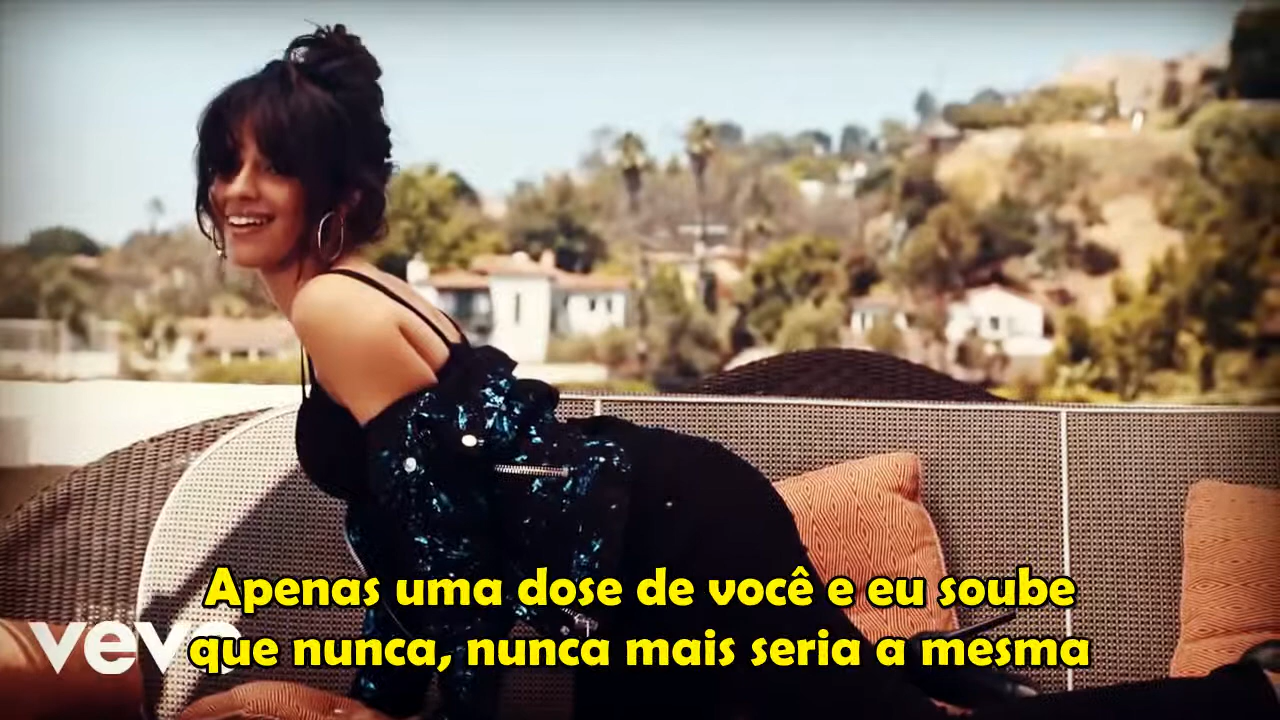 Apenas uma dose de você e eu soube
que nunca, nunca mais seria a mesma
vevo